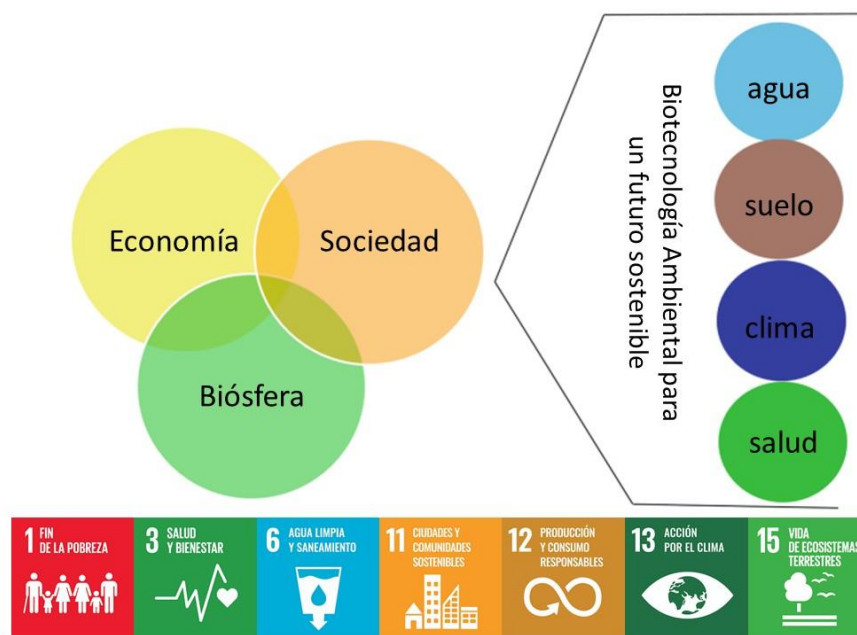 Economía
Sociedad
Biósfera
Biotecnología Ambiental para
un futuro sostenible
agua
suelo
clima
salud
1 FIN
DE LA POBREZA
3 SALUD
Y BIENESTAR
6 AGUA LIMPIA
Y SANEAMIENTO
11 CIUDADES Y
COMUNIDADES
SOSTENIBLES
12 PRODUCCIÓN
Y CONSUMO
RESPONSABLES
13 ACCIÓN
POR EL CLIMA
15 VIDA
DE ECOSISTEMAS
TERRESTRES